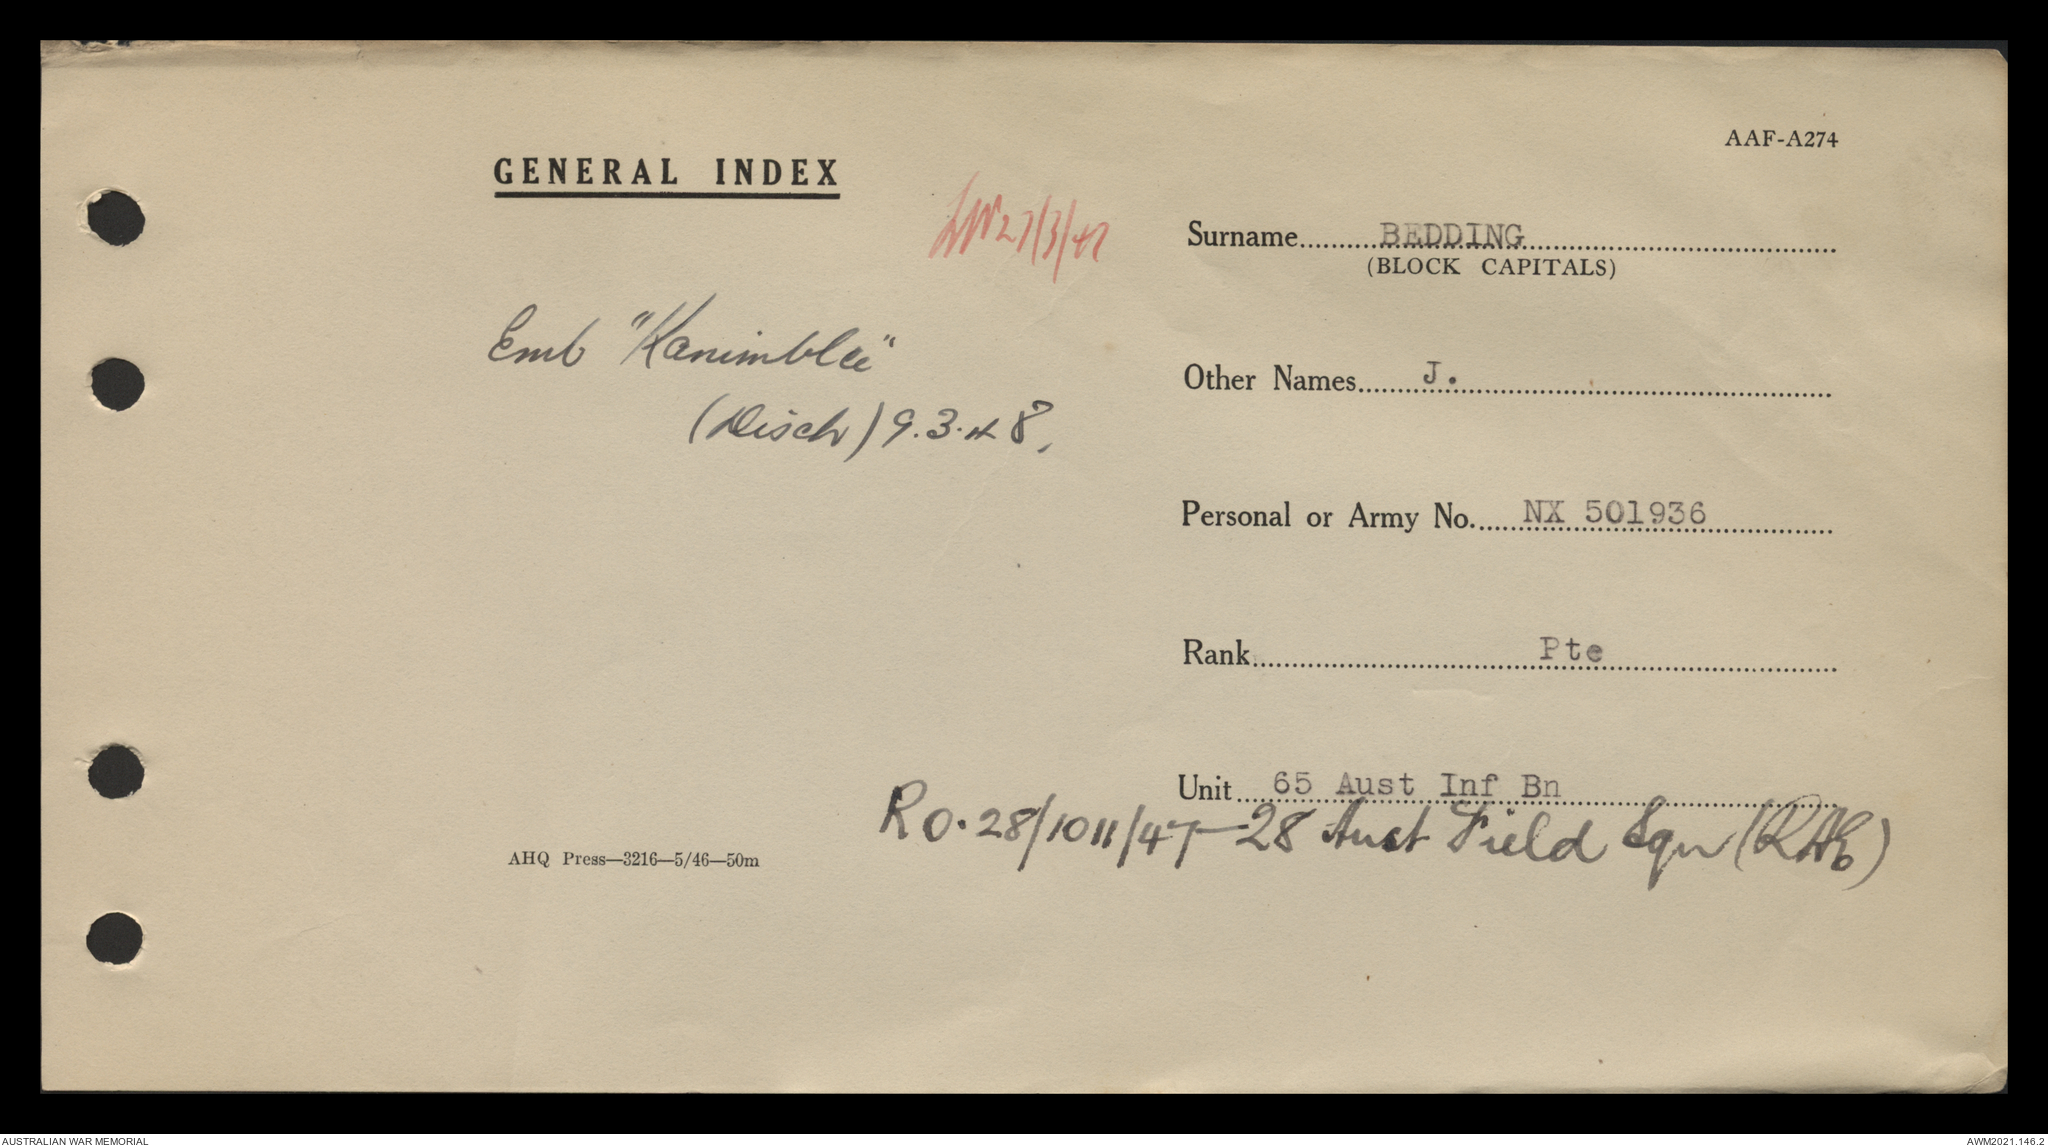 AAF-A274
GENERAL INDEX
27/3/47
Surname BEDDING
(BLOCK CAPITALS)
Emb "Kanimbla"
(Disch) 9.3.48.
Other Names J.
Personal or Army No. NX 501936
Rank Pte
Unit 65 Aust Inf Bn
RO. 28/1011/47-28 Aust Field Sqn (RAE)
AHQ Press—3216—5/46—50m
AUSTRALIAN WAR MEMORIAL
AWM2021.146.2